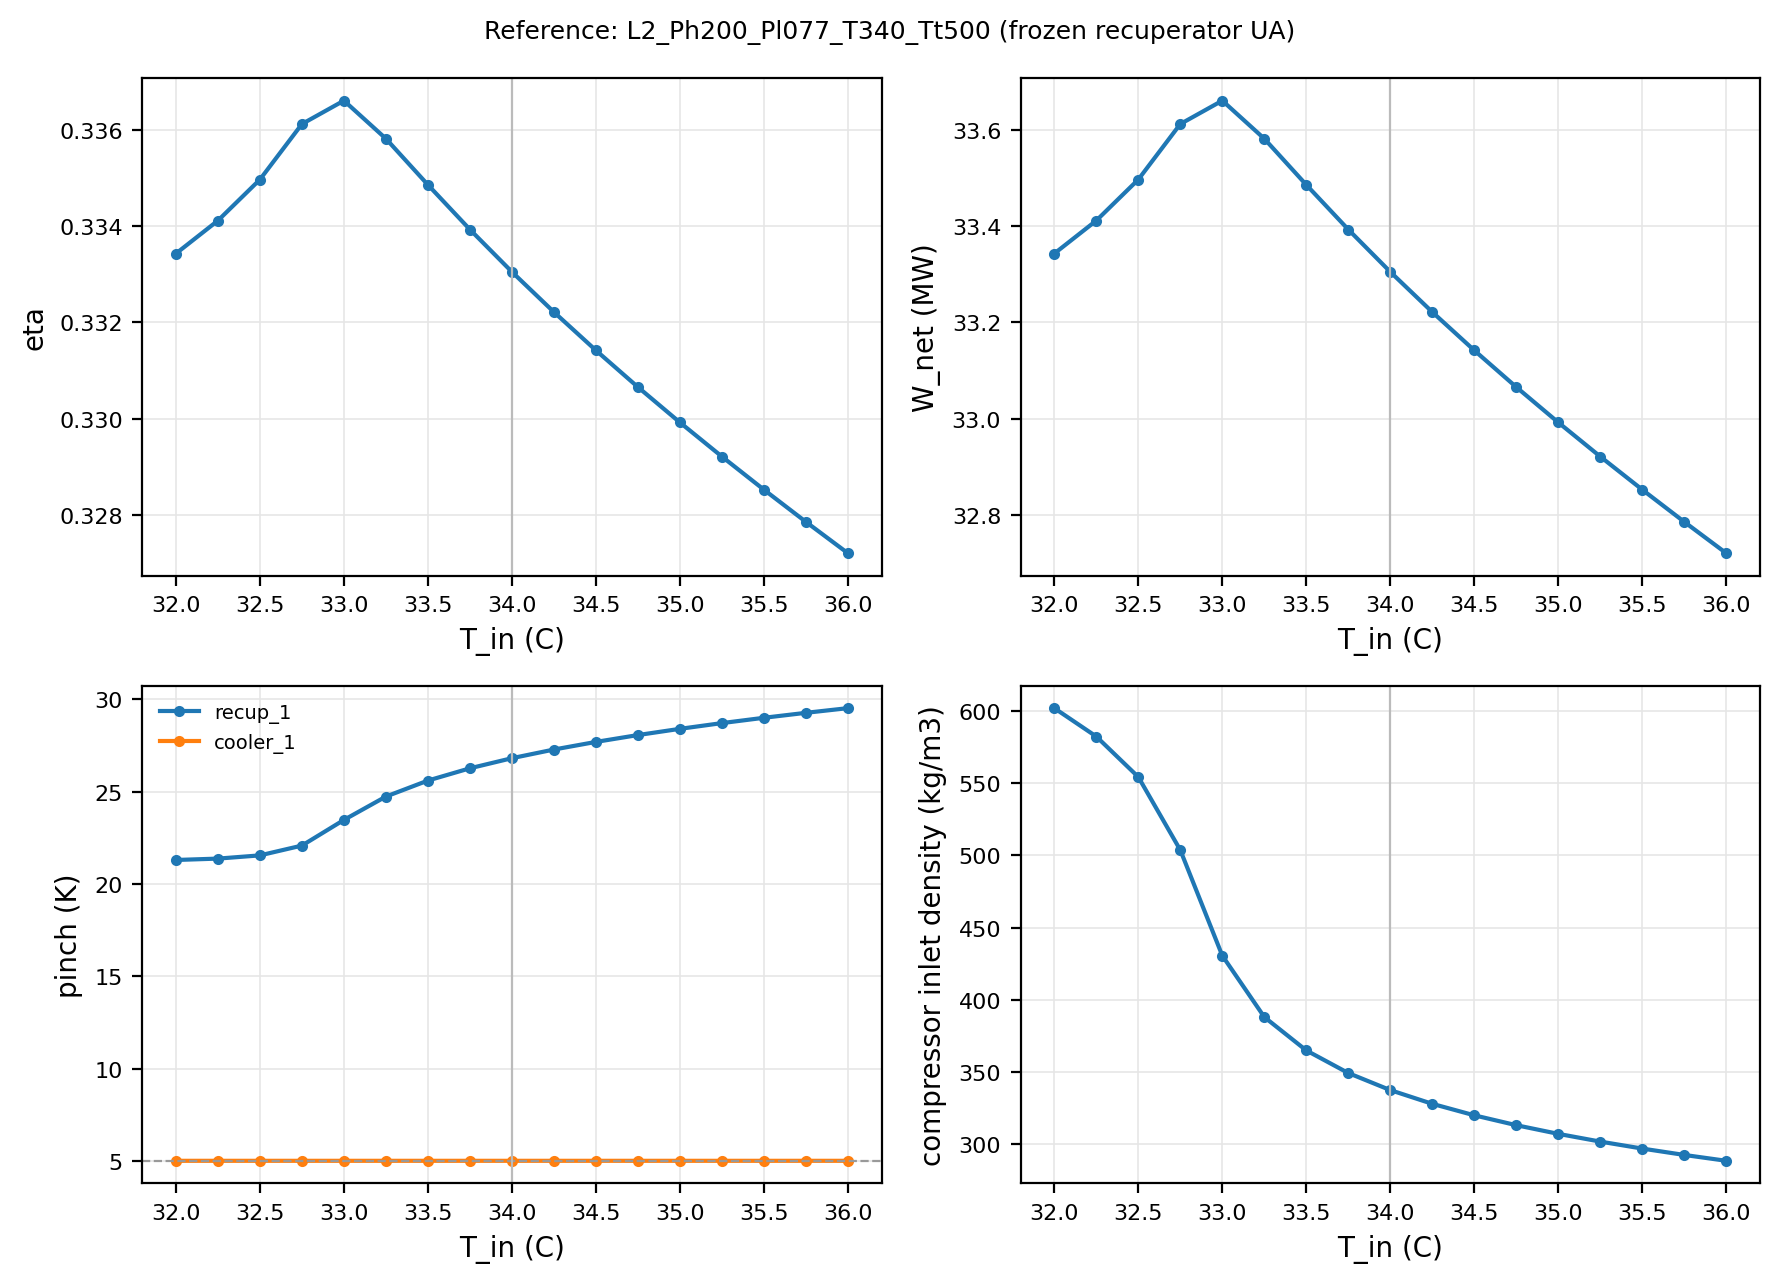 Reference: L2_Ph200_Pl077_T340_Tt500 (frozen recuperator UA)
eta
0.336
0.334
0.332
0.330
0.328
32.0 32.5 33.0 33.5 34.0 34.5 35.0 35.5 36.0
T_in (C)
W_net (MW)
33.6
33.4
33.2
33.0
32.8
32.0 32.5 33.0 33.5 34.0 34.5 35.0 35.5 36.0
T_in (C)
pinch (K)
30
25
20
15
10
5
recup_1
cooler_1
32.0 32.5 33.0 33.5 34.0 34.5 35.0 35.5 36.0
T_in (C)
compressor inlet density (kg/m3)
600
550
500
450
400
350
300
32.0 32.5 33.0 33.5 34.0 34.5 35.0 35.5 36.0
T_in (C)